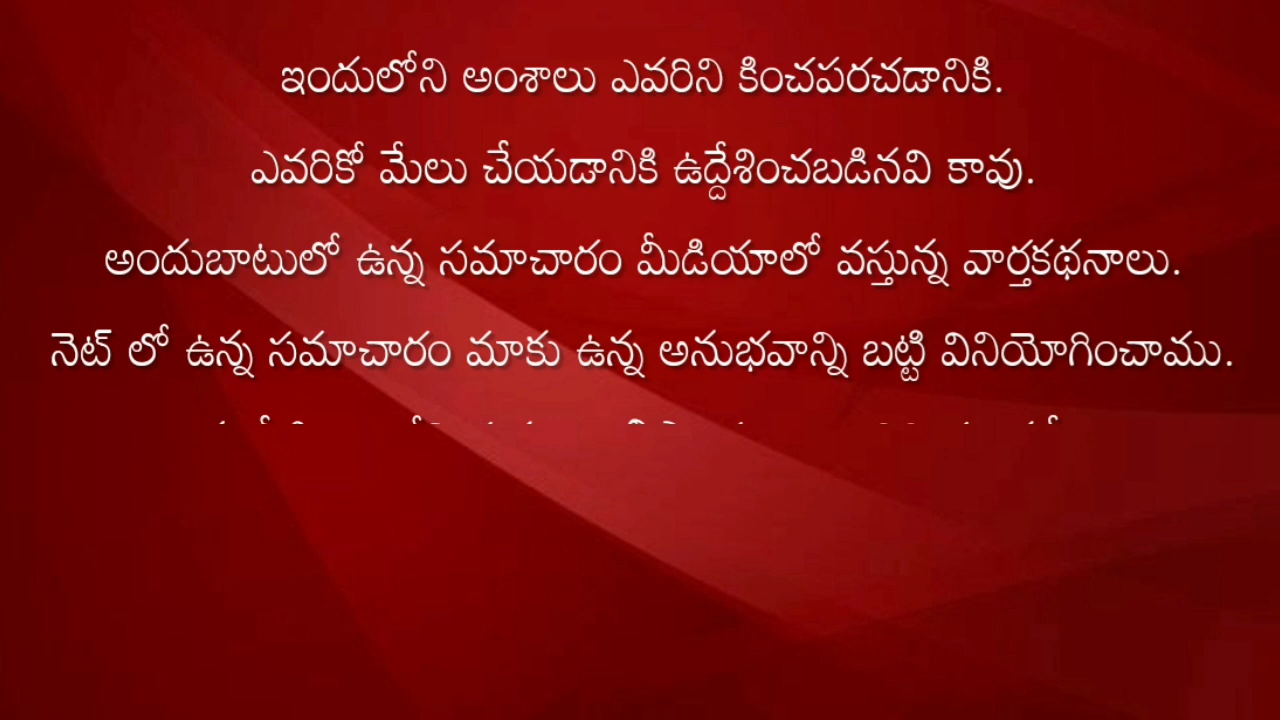 ఇందులోని అంశాలు ఎవరిని కించపరచడానికి.
ఎవరికో మేలు చేయడానికి ఉద్దేశించబడినవి కావు.
అందుబాటులో ఉన్న సమాచారం మీడియాలో వస్తున్న వార్తకథనాలు.
నెట్ లో ఉన్న సమాచారం మాకు ఉన్న అనుభవాన్ని బట్టి వినియోగించాము.